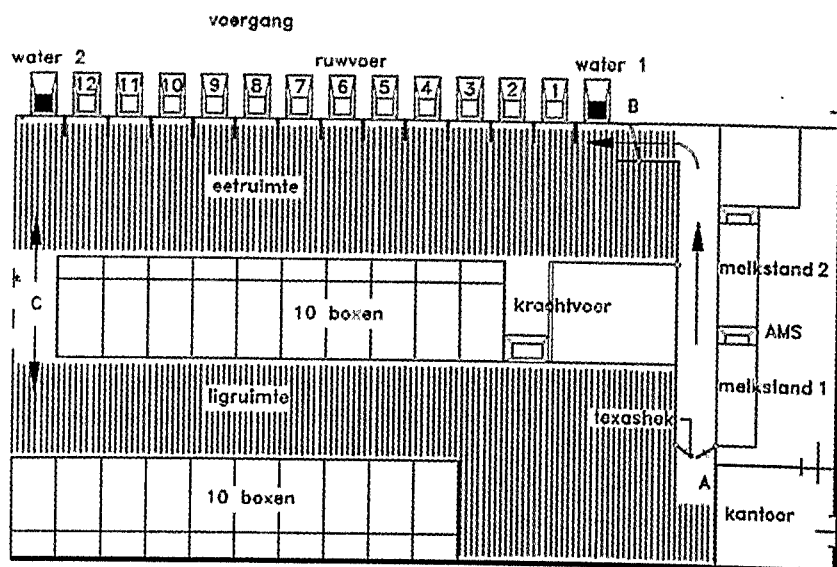 voergang
water 2
ruwvoer
water 1
12 11 10 9 8 7 6 5 4 3 2 1
B
eetruimte
melkstand 2
C
10 boxen
krachtvoer
AMS
melkstand 1
ligruimte
texashek
10 boxen
A
kantoor